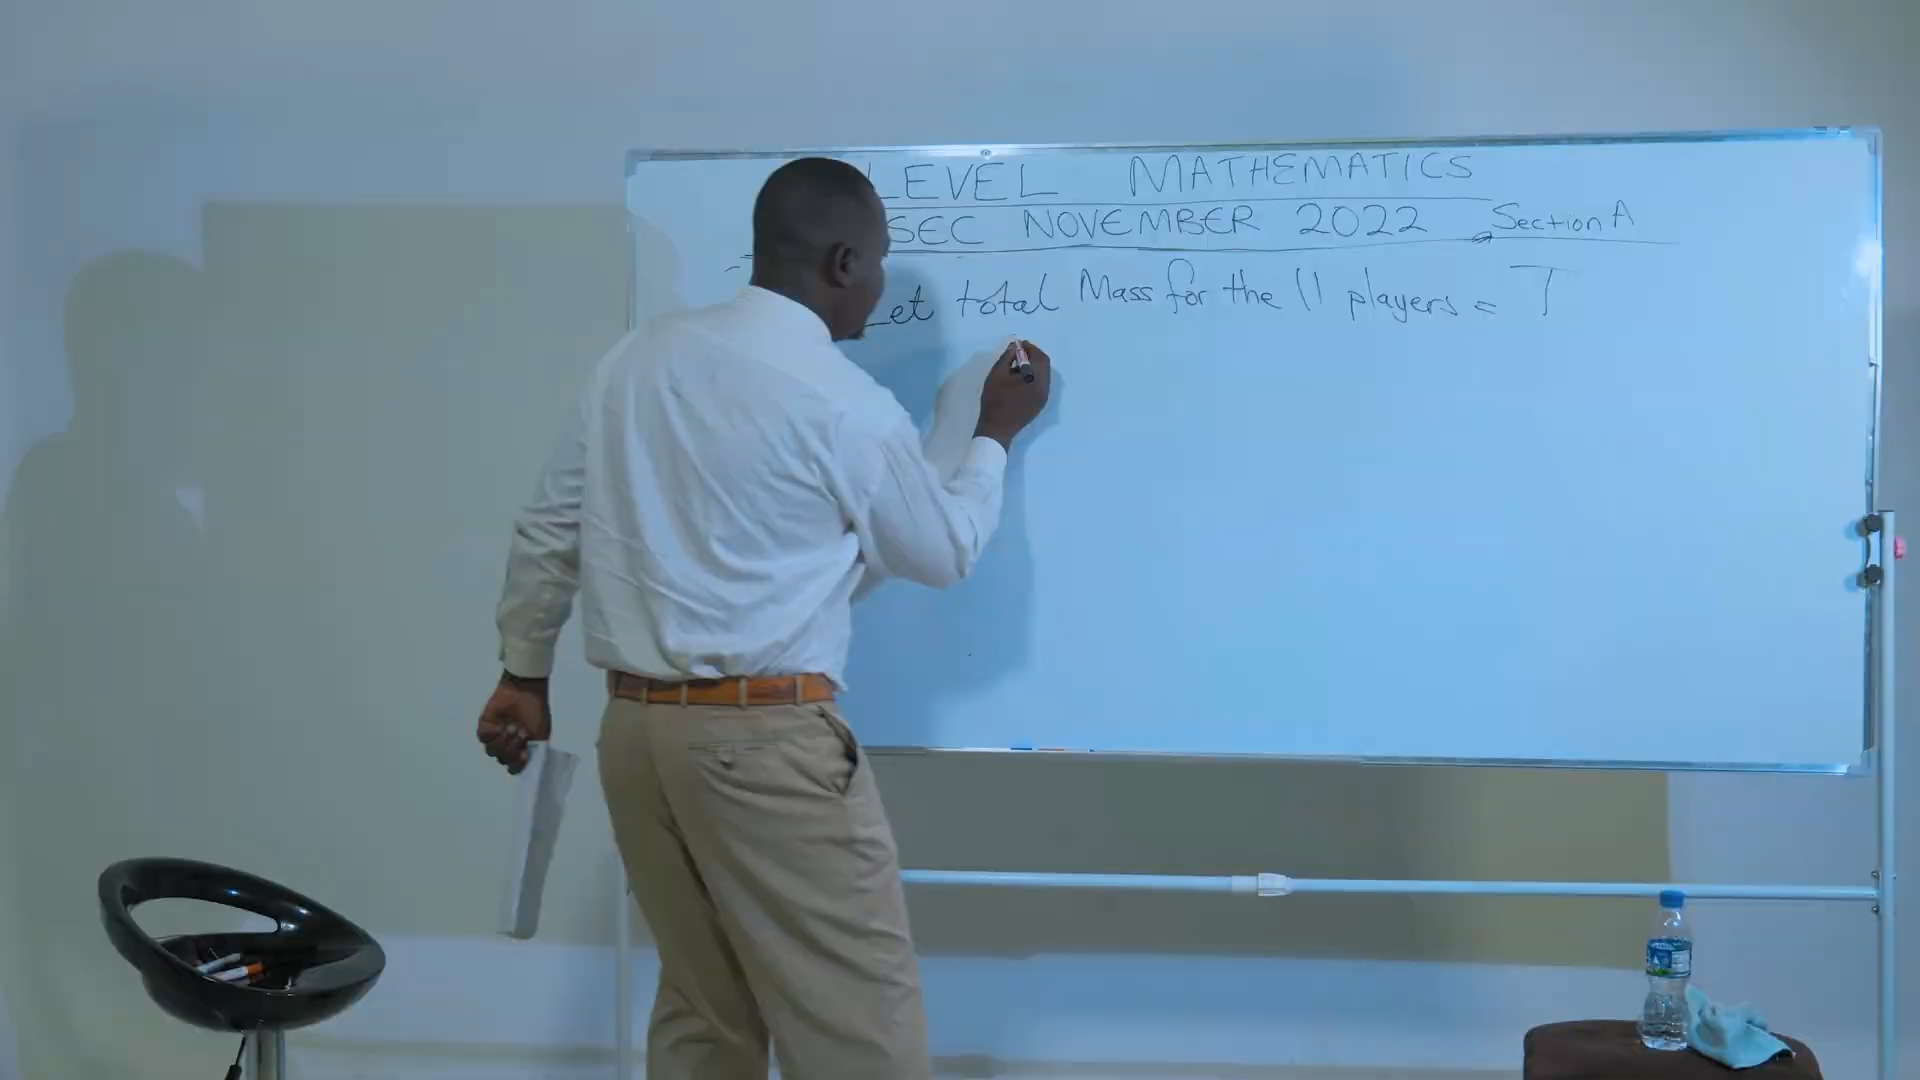 LEVEL MATHEMATICS
SEC NOVEMBER 2022 Section A
Let total Mass for the 11 players = T